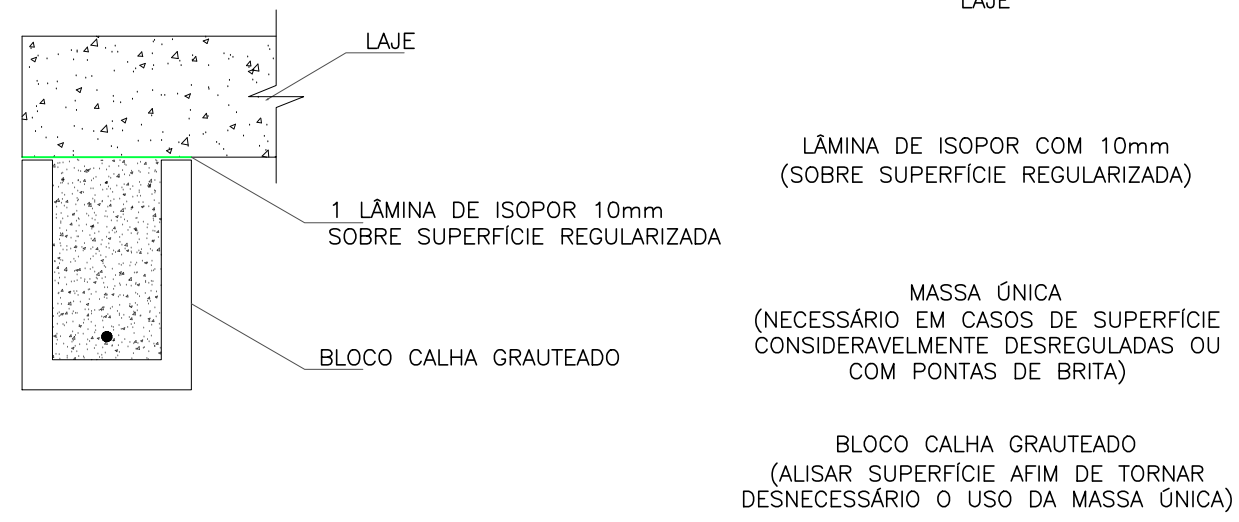 LAJE
1 LÂMINA DE ISOPOR 10mm
SOBRE SUPERFÍCIE REGULARIZADA
BLOCO CALHA GRAUTEADO
LAJE
LÂMINA DE ISOPOR COM 10mm
(SOBRE SUPERFÍCIE REGULARIZADA)
MASSA ÚNICA
(NECESSÁRIO EM CASOS DE SUPERFÍCIE
CONSIDERAVELMENTE DESREGULADAS OU
COM PONTAS DE BRITA)
BLOCO CALHA GRAUTEADO
(ALISAR SUPERFÍCIE AFIM DE TORNAR
DESNECESSÁRIO O USO DA MASSA ÚNICA)